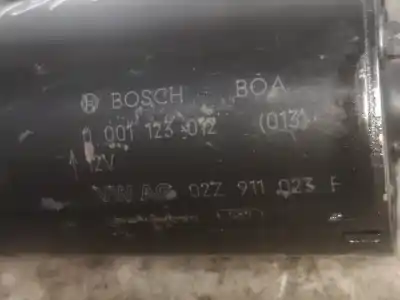 BOSCH BOA
0 001 123 012 (013)
12V
VW AG 02Z 911 023 F